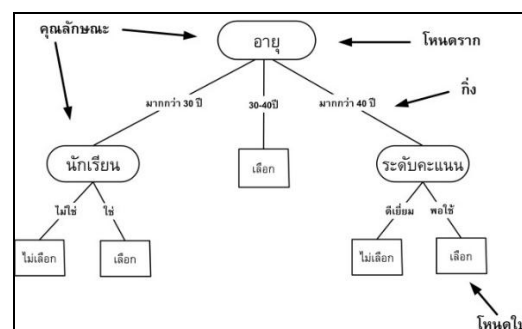 คุณลักษณะ
อายุ
โหนดราก
กิ่ง
มากกว่า 30 ปี
30-40ปี
มากกว่า 40 ปี
นักเรียน
เลือก
ระดับคะแนน
ไม่ใช่
ใช่
ดีเยี่ยม
พอใช้
ไม่เลือก
เลือก
ไม่เลือก
เลือก
โหนดใบ